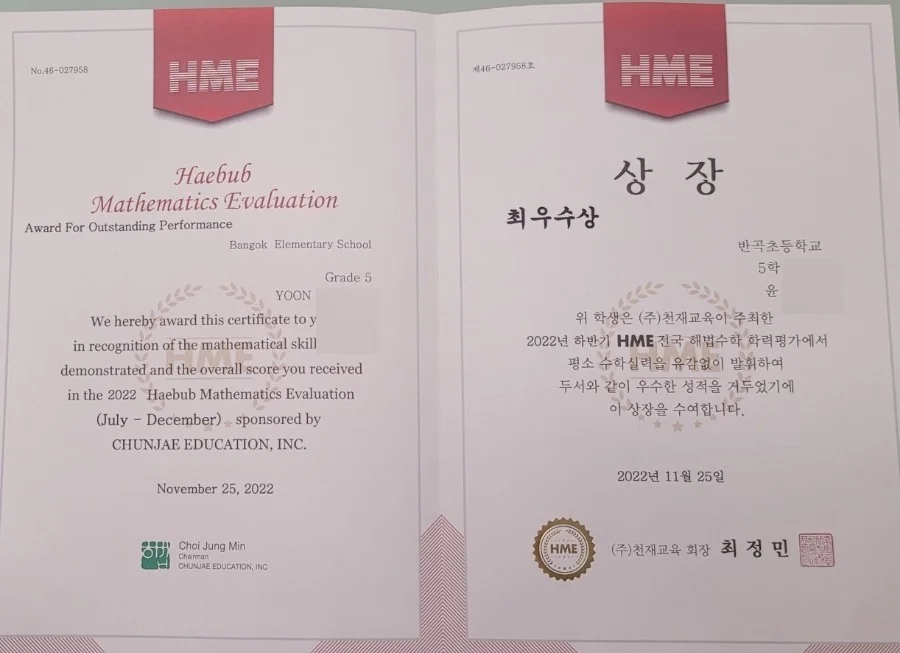 No.46-027958
HME
Haebub
Mathematics Evaluation
Award For Outstanding Performance
Bangok Elementary School
Grade 5
YOON
We hereby award this certificate to y
in recognition of the mathematical skill
demonstrated and the overall score you received
in the 2022 Haebub Mathematics Evaluation
(July - December) sponsored by
CHUNJAE EDUCATION, INC.
November 25, 2022
해법
Choi Jung Min
Chairman
CHUNJAE EDUCATION, INC
HME
제46-027958호
HME
상 장
최우수상
반곡초등학교
5학
윤
위 학생은 (주)천재교육이 주최한
2022년 하반기 HME 전국 해법수학 학력평가에서
평소 수학실력을 유감없이 발휘하여
두서와 같이 우수한 성적을 거두었기에
이 상장을 수여합니다.
HME
2022년 11월 25일
HME
(주)천재교육 회장 최 정 민